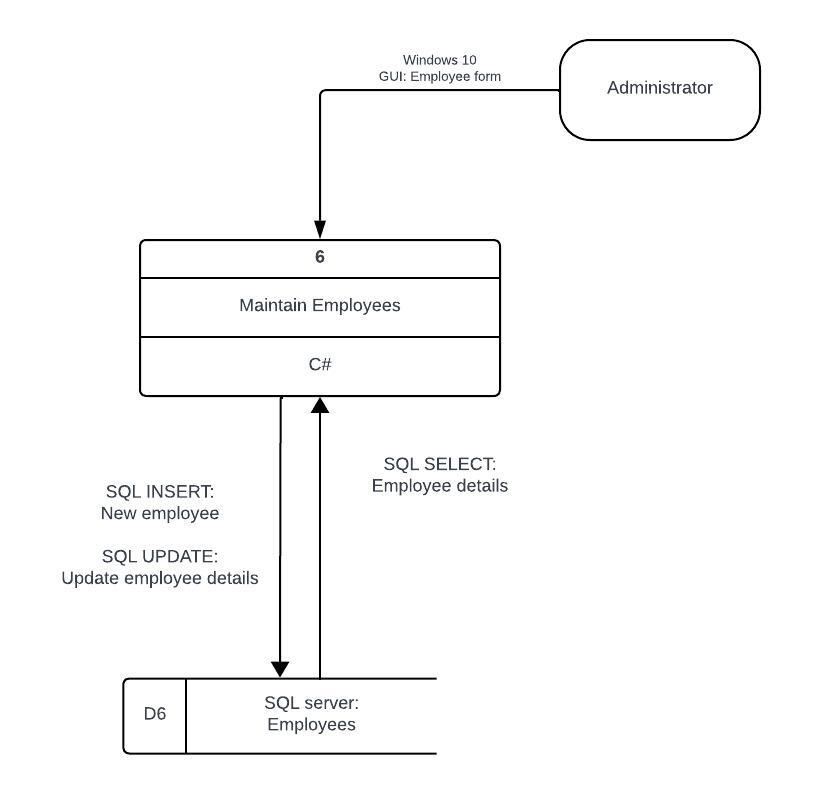 Windows 10
GUI: Employee form
Administrator
6
Maintain Employees
C#
SQL SELECT:
Employee details
SQL INSERT:
New employee
SQL UPDATE:
Update employee details
D6
SQL server:
Employees